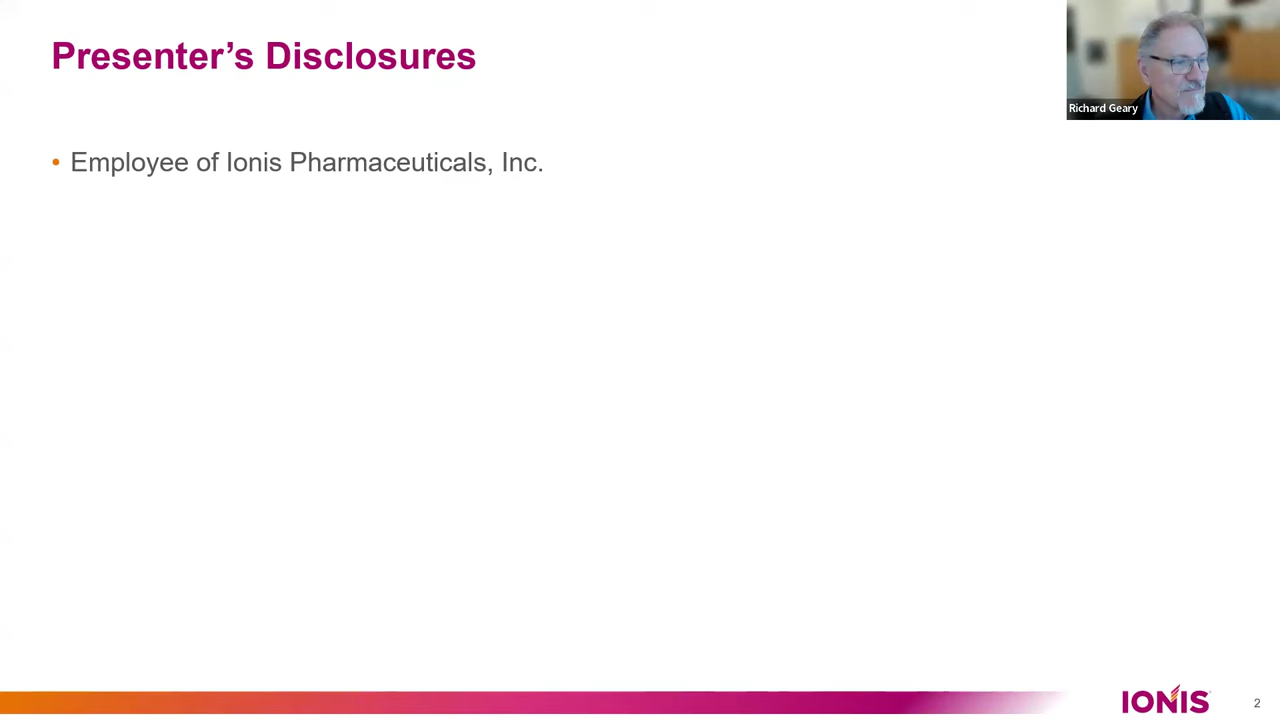 Presenter’s Disclosures
Richard Geary
• Employee of Ionis Pharmaceuticals, Inc.
IONIS
2